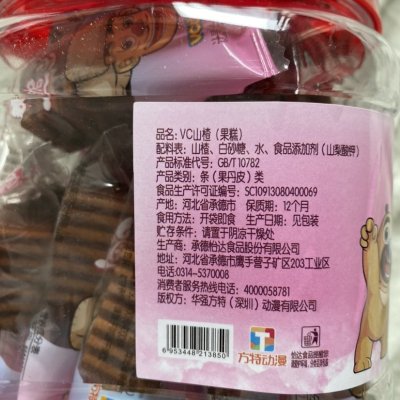 品名：VC山楂（果糕）
配料表：山楂、白砂糖、水、食品添加剂（山梨酸钾）
产品标准代号：GB/T 10782
产品类别：条（果丹皮）类
食品生产许可证编号：SC10913080400069
产地：河北省承德市 保质期：12个月
食用方法：开袋即食 生产日期：见包装
贮存条件：请置于阴凉干燥处
生产商：承德怡达食品股份有限公司
地址：河北省承德市鹰手营子矿区203工业区
电话：0314-5370008
消费者服务热线电话：4000058781
版权方：华强方特（深圳）动漫有限公司
6953448213850
方特动漫